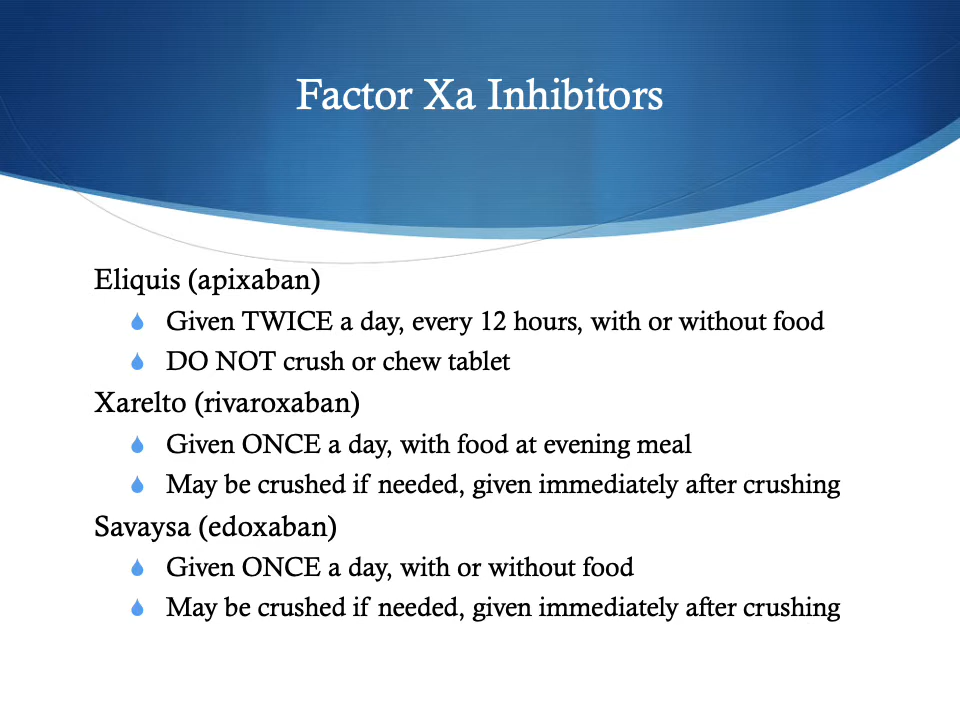 Factor Xa Inhibitors
Eliquis (apixaban)
Given TWICE a day, every 12 hours, with or without food
DO NOT crush or chew tablet
Xarelto (rivaroxaban)
Given ONCE a day, with food at evening meal
May be crushed if needed, given immediately after crushing
Savaysa (edoxaban)
Given ONCE a day, with or without food
May be crushed if needed, given immediately after crushing